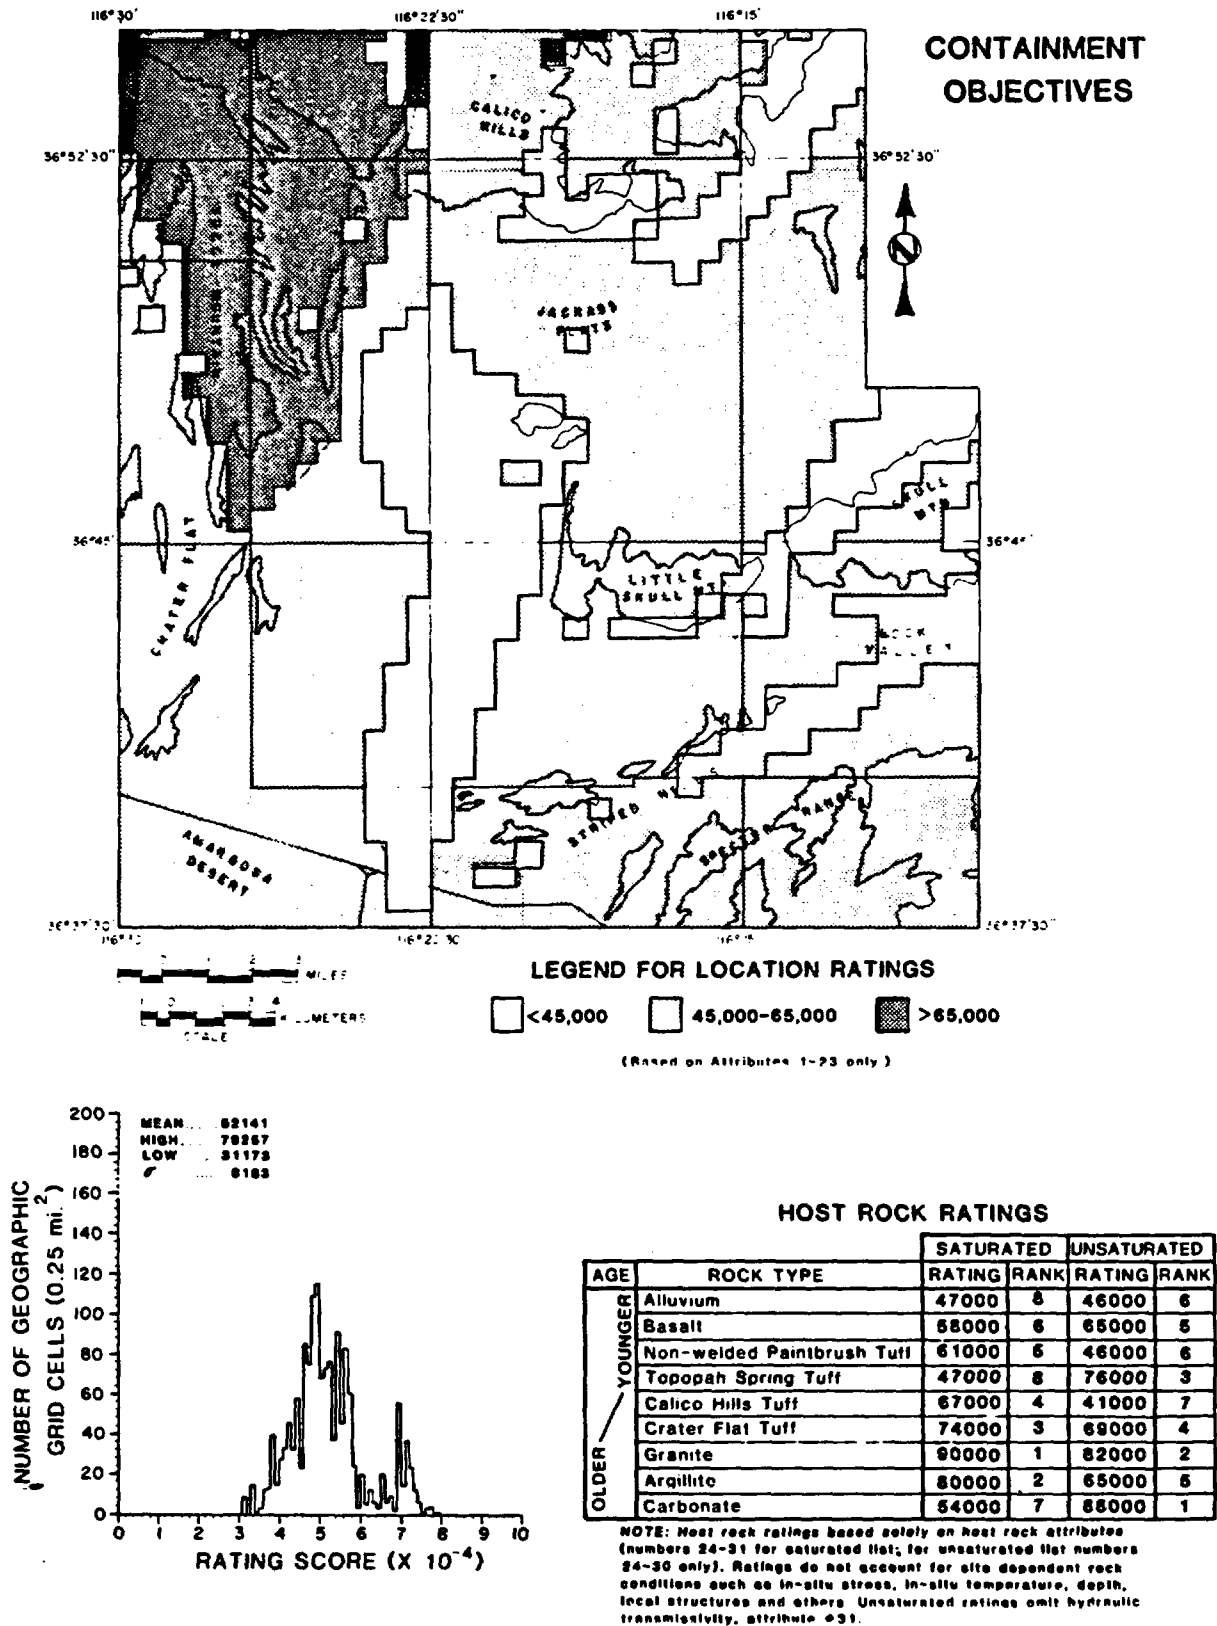 116°30'
116°22'30"
116°15'
CONTAINMENT
OBJECTIVES
CALICO
HILLS
36°52'30"
36°52'30"
N
JACKASS
FLATS
SKULL
MTN
36°45'
36°45'
CRATER FLAT
LITTLE
SKULL MT
ROCK
VALLEY
STRIPED
SPECTER RANGE
AMARGOSA
DESERT
36°37'30"
116°22'30
116°15
MILES
KILOMETERS
SCALE
LEGEND FOR LOCATION RATINGS
<45,000
45,000-65,000
>65,000
(Based on Attributes 1-23 only)
200
180
160
140
120
100
80
60
40
20
0
MEAN 52141
HIGH 79257
LOW 31173
σ 8183
NUMBER OF GEOGRAPHIC
GRID CELLS (0.25 mi.²)
0 1 2 3 4 5 6 7 8 9 10
RATING SCORE (X 10⁻⁴)
HOST ROCK RATINGS
SATURATED UNSATURATED
AGE ROCK TYPE RATING RANK RATING RANK
YOUNGER
OLDER
Alluvium 47000 8 46000 6
Basalt 58000 6 65000 5
Non-welded Paintbrush Tuff 61000 5 46000 6
Topopah Spring Tuff 47000 8 76000 3
Calico Hills Tuff 67000 4 41000 7
Crater Flat Tuff 74000 3 69000 4
Granite 90000 1 82000 2
Argillite 80000 2 65000 5
Carbonate 54000 7 88000 1
NOTE: Host rock ratings based solely on host rock attributes
(numbers 24-31 for saturated list; for unsaturated list numbers
24-30 only). Ratings do not account for site dependent rock
conditions such as in-situ stress, in-situ temperature, depth,
local structures and others. Unsaturated ratings omit hydraulic
transmissivity, attribute #31.